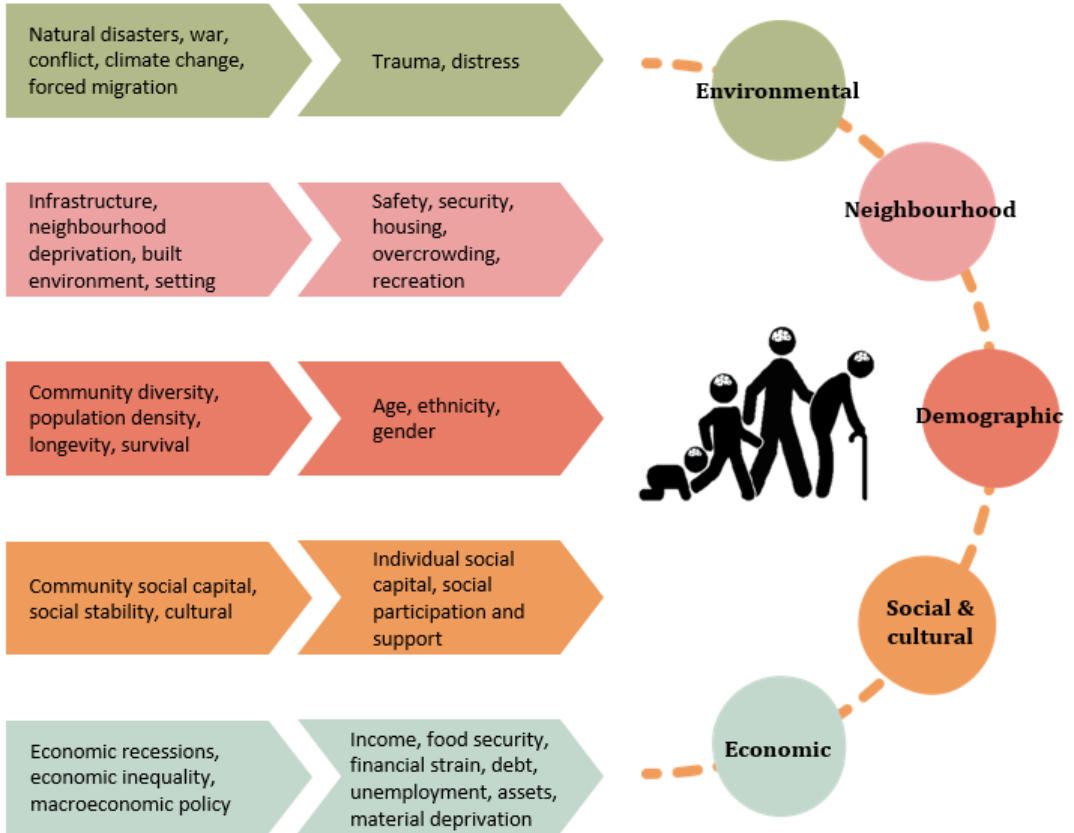 Natural disasters, war,
conflict, climate change,
forced migration
Trauma, distress
Environmental
Infrastructure,
neighbourhood
deprivation, built
environment, setting
Safety, security,
housing,
overcrowding,
recreation
Neighbourhood
Community diversity,
population density,
longevity, survival
Age, ethnicity,
gender
Demographic
Community social capital,
social stability, cultural
Individual social
capital, social
participation and
support
Social &
cultural
Economic recessions,
economic inequality,
macroeconomic policy
Income, food security,
financial strain, debt,
unemployment, assets,
material deprivation
Economic